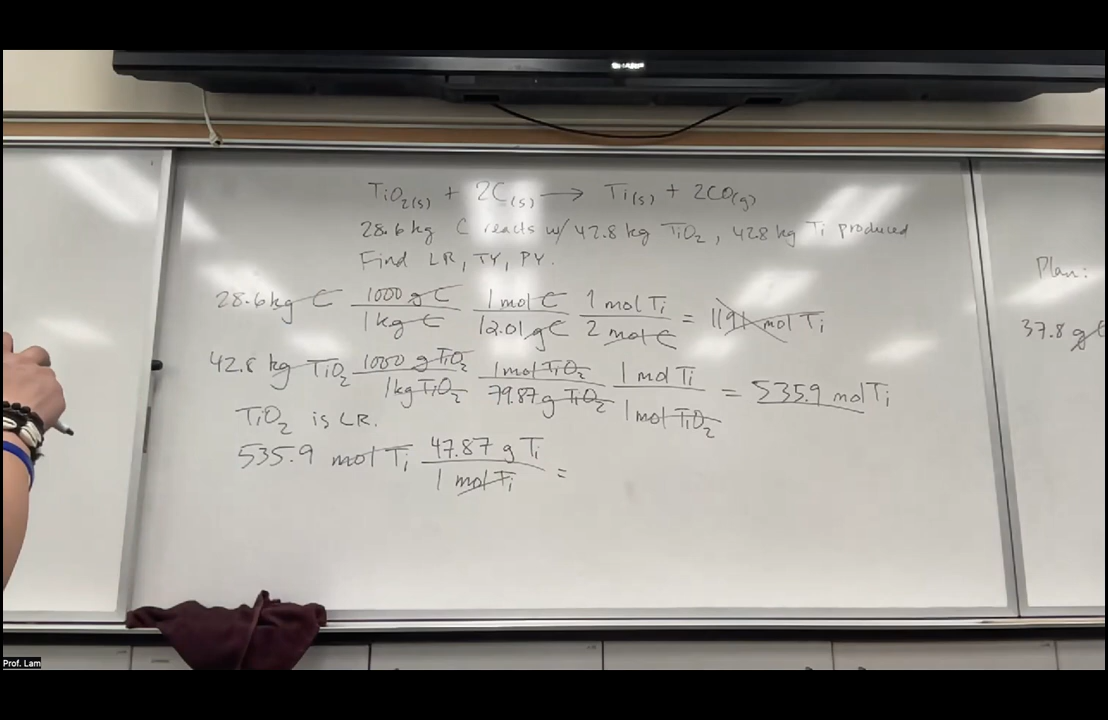 SHARP
TiO2(s) + 2C(s) → Ti(s) + 2CO(g)
28.6 kg C reacts w/ 42.8 kg TiO2, 42.8 kg Ti produced
Find LR, TY, PY.
28.6 kg C 1000 g C / 1 kg C 1 mol C / 12.01 g C 1 mol Ti / 2 mol C = 1191 mol Ti
42.8 kg TiO2 1000 g TiO2 / 1 kg TiO2 1 mol TiO2 / 79.87 g TiO2 1 mol Ti / 1 mol TiO2 = 535.9 mol Ti
TiO2 is LR.
535.9 mol Ti 47.87 g Ti / 1 mol Ti =
Plan:
37.8 g
Prof. Lam